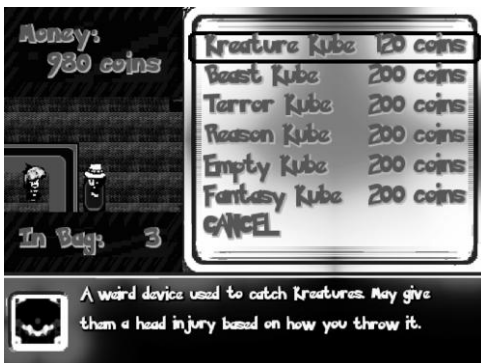 Money:
980 coins
Kreature Kube 120 coins
Beast Kube 200 coins
Terror Kube 200 coins
Reason Kube 200 coins
Empty Kube 200 coins
Fantasy Kube 200 coins
CANCEL
In Bag: 3
A weird device used to catch Kreatures. May give
them a head injury based on how you throw it.